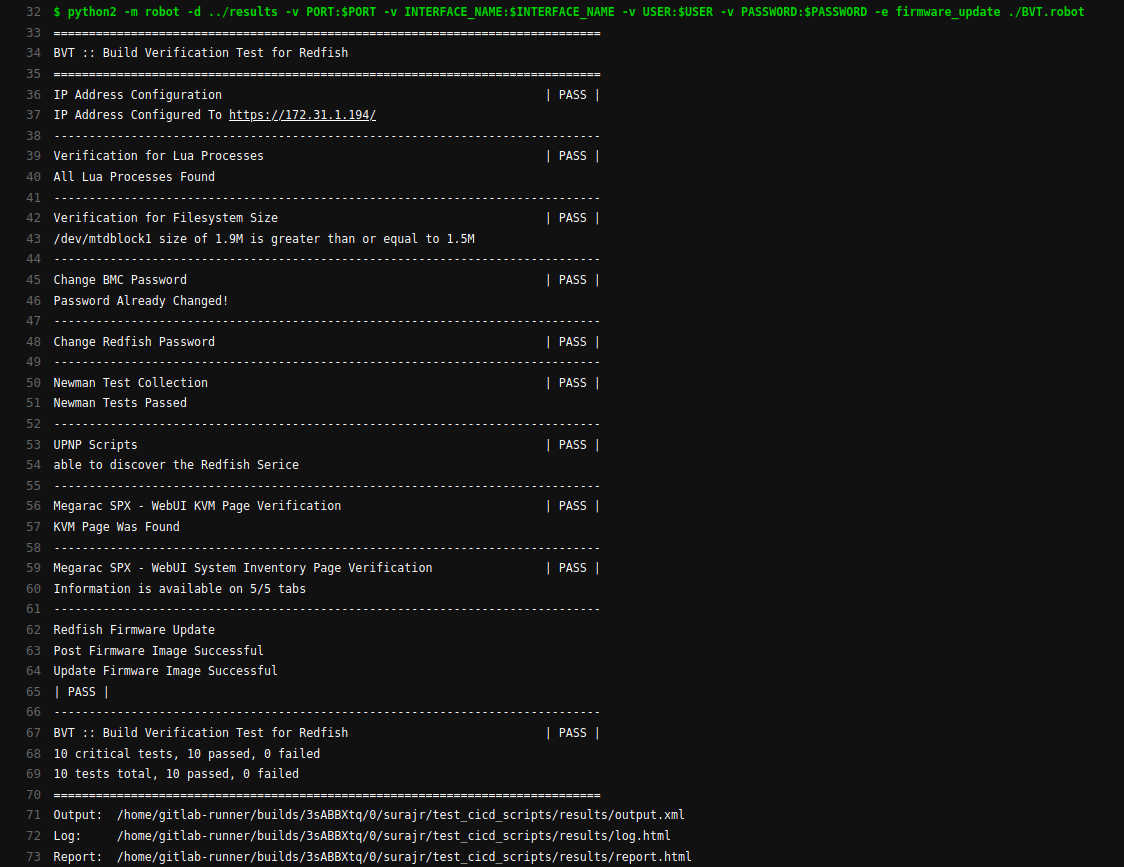 32 $ python2 -m robot -d ../results -v PORT:$PORT -v INTERFACE_NAME:$INTERFACE_NAME -v USER:$USER -v PASSWORD:$PASSWORD -e firmware_update ./BVT.robot
33 ==============================================================================
34 BVT :: Build Verification Test for Redfish
35 ==============================================================================
36 IP Address Configuration                                              | PASS |
37 IP Address Configured To https://172.31.1.194/
38 ------------------------------------------------------------------------------
39 Verification for Lua Processes                                        | PASS |
40 All Lua Processes Found
41 ------------------------------------------------------------------------------
42 Verification for Filesystem Size                                      | PASS |
43 /dev/mtdblock1 size of 1.9M is greater than or equal to 1.5M
44 ------------------------------------------------------------------------------
45 Change BMC Password                                                   | PASS |
46 Password Already Changed!
47 ------------------------------------------------------------------------------
48 Change Redfish Password                                               | PASS |
49 ------------------------------------------------------------------------------
50 Newman Test Collection                                                | PASS |
51 Newman Tests Passed
52 ------------------------------------------------------------------------------
53 UPNP Scripts                                                          | PASS |
54 able to discover the Redfish Serice
55 ------------------------------------------------------------------------------
56 Megarac SPX - WebUI KVM Page Verification                             | PASS |
57 KVM Page Was Found
58 ------------------------------------------------------------------------------
59 Megarac SPX - WebUI System Inventory Page Verification                | PASS |
60 Information is available on 5/5 tabs
61 ------------------------------------------------------------------------------
62 Redfish Firmware Update
63 Post Firmware Image Successful
64 Update Firmware Image Successful
65 | PASS |
66 ------------------------------------------------------------------------------
67 BVT :: Build Verification Test for Redfish                            | PASS |
68 10 critical tests, 10 passed, 0 failed
69 10 tests total, 10 passed, 0 failed
70 ==============================================================================
71 Output:  /home/gitlab-runner/builds/3sABBXtq/0/surajr/test_cicd_scripts/results/output.xml
72 Log:     /home/gitlab-runner/builds/3sABBXtq/0/surajr/test_cicd_scripts/results/log.html
73 Report:  /home/gitlab-runner/builds/3sABBXtq/0/surajr/test_cicd_scripts/results/report.html